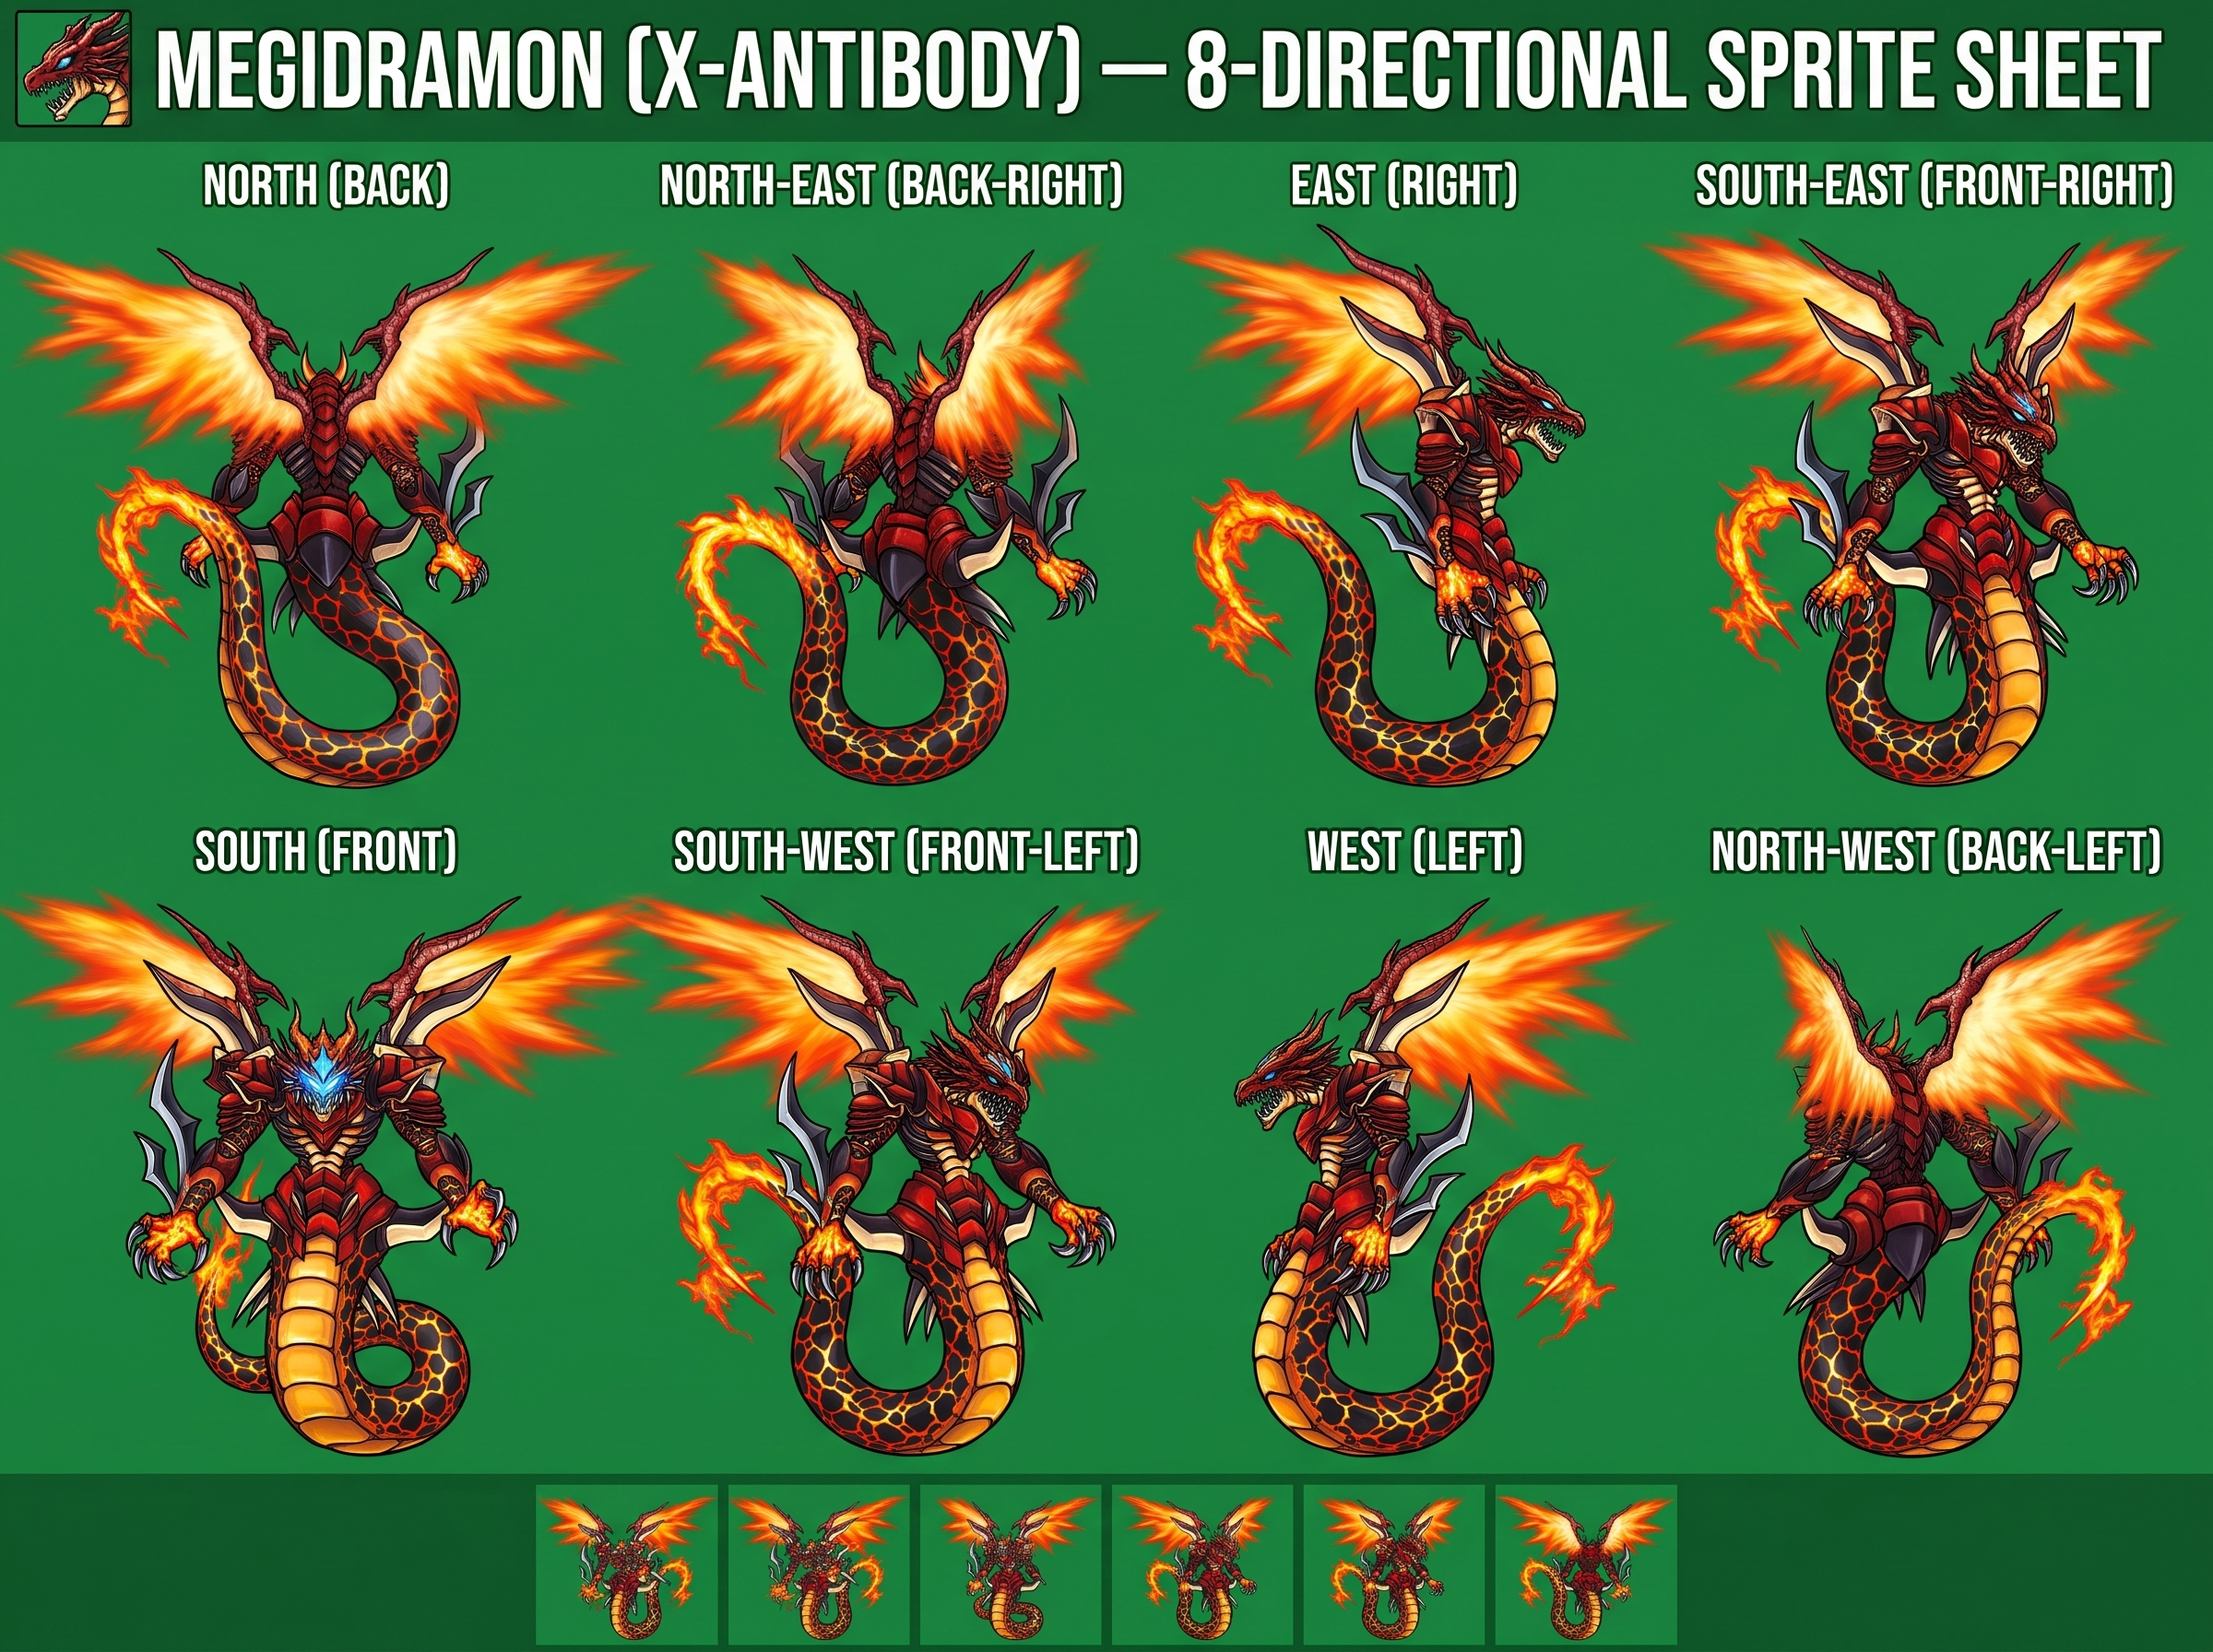 MEGIDRAMON (X-ANTIBODY) — 8-DIRECTIONAL SPRITE SHEET
NORTH (BACK)
NORTH-EAST (BACK-RIGHT)
EAST (RIGHT)
SOUTH-EAST (FRONT-RIGHT)
SOUTH (FRONT)
SOUTH-WEST (FRONT-LEFT)
WEST (LEFT)
NORTH-WEST (BACK-LEFT)